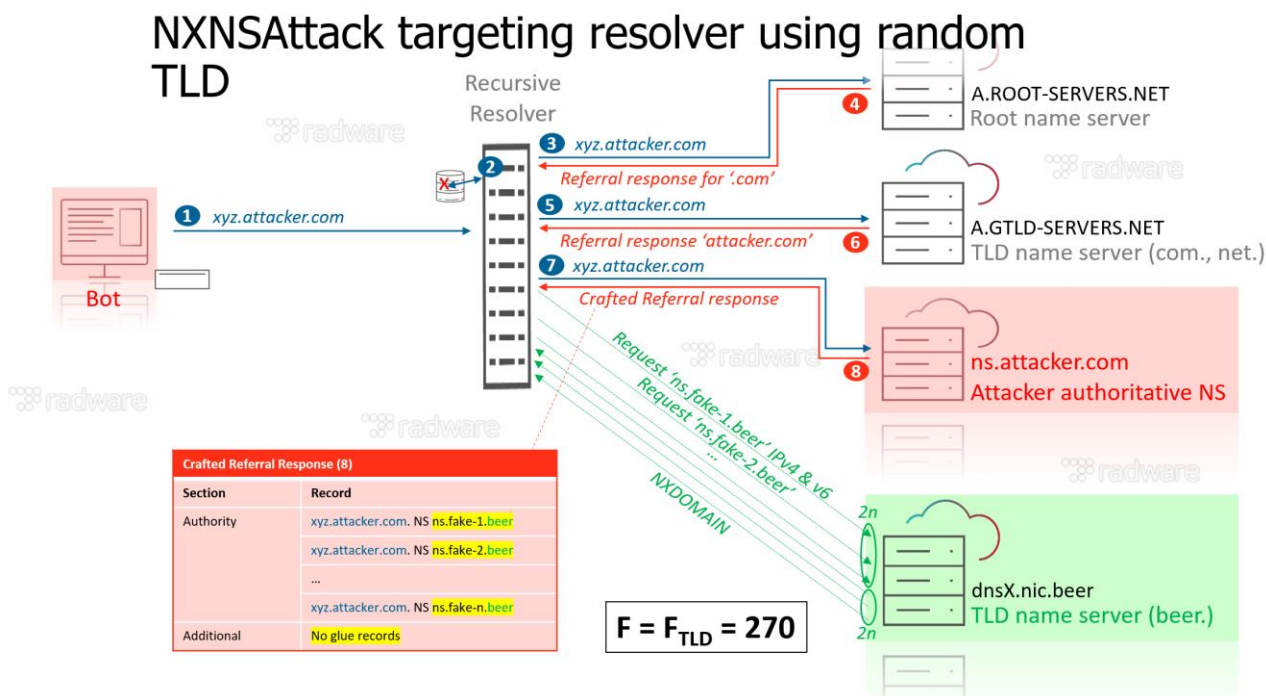 NXNSAttack targeting resolver using random
TLD
Recursive
Resolver
A.ROOT-SERVERS.NET
Root name server
4
3 xyz.attacker.com
2
X
Referral response for '.com'
radware
radware
1 xyz.attacker.com
5 xyz.attacker.com
A.GTLD-SERVERS.NET
TLD name server (com., net.)
Referral response 'attacker.com'
6
7 xyz.attacker.com
Bot
Crafted Referral response
radware
ns.attacker.com
Attacker authoritative NS
8
radware
radware
radware
Request 'ns.fake-1.beer' IPv4 & v6
Request 'ns.fake-2.beer'
...
NXDOMAIN
2n
dnsX.nic.beer
TLD name server (beer.)
2n
Crafted Referral Response (8)
Section Record
Authority xyz.attacker.com. NS ns.fake-1.beer
xyz.attacker.com. NS ns.fake-2.beer
...
xyz.attacker.com. NS ns.fake-n.beer
Additional No glue records
F = F_TLD = 270